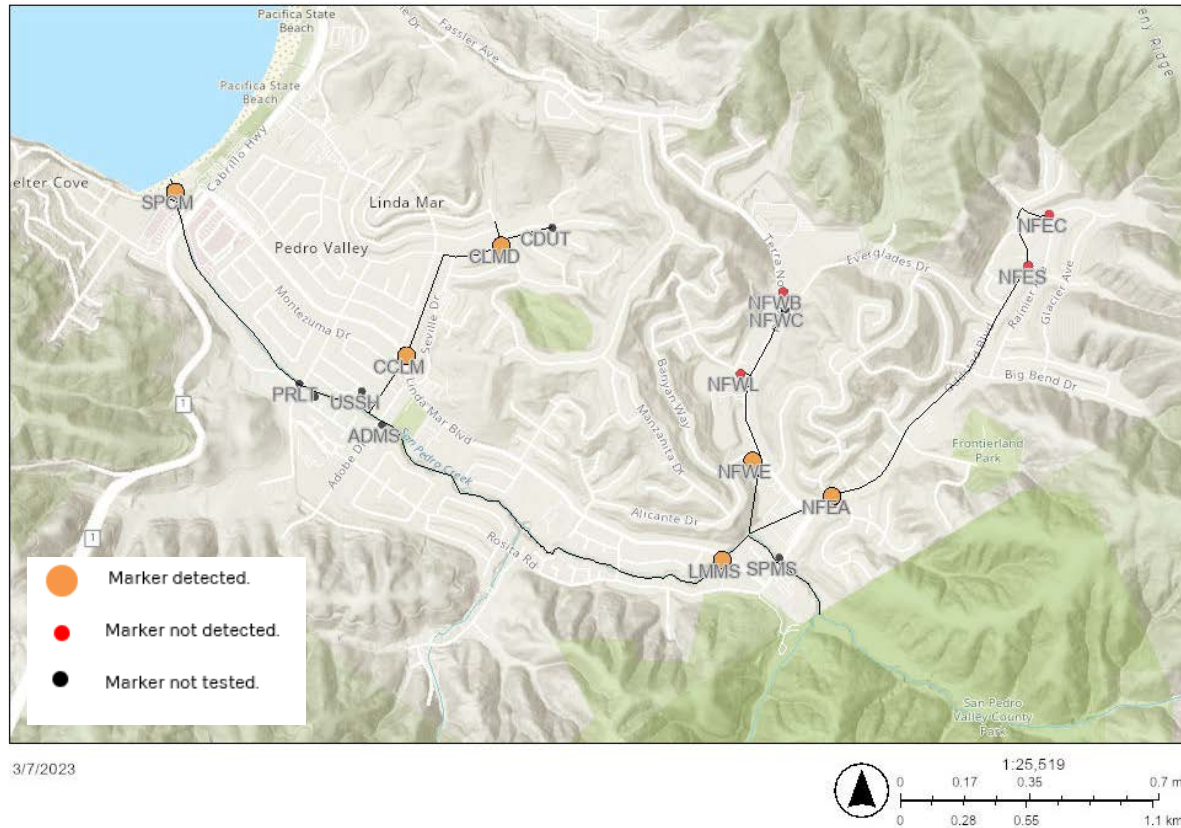 Pacifica State
Beach
Fassler Ave
Pacifica State
Beach
Cabrillo Hwy
elter Cove
SPCM
Linda Mar
Pedro Valley
CLMD
CDUT
NFEC
Everglades Dr
NFES
Rainier
Glacier Ave
NFWB
NFWC
Montezuma Dr
Seville Dr
CCLM
Banyan Way
NFWL
Big Bend Dr
PRLT
USSH
Linda Mar Blvd
Manzanita Dr
1
ADMS
San Pedro Creek
Adobe Dr
Frontierland
Park
NFWE
NFEA
Alicante Dr
1
Rosita Rd
LMMS
SPMS
Marker detected.
Marker not detected.
Marker not tested.
San Pedro
Valley County
Park
3/7/2023
1:25,519
0 0.17 0.35 0.7 m
0 0.28 0.55 1.1 km